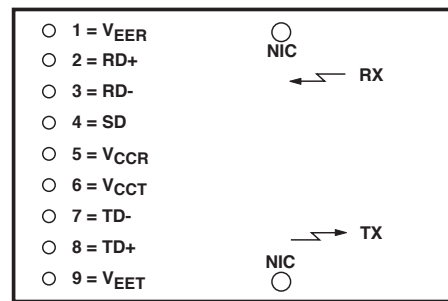 1 = VEER
NIC
2 = RD+
RX
3 = RD-
4 = SD
5 = VCCR
6 = VCCT
7 = TD-
TX
8 = TD+
NIC
9 = VEET